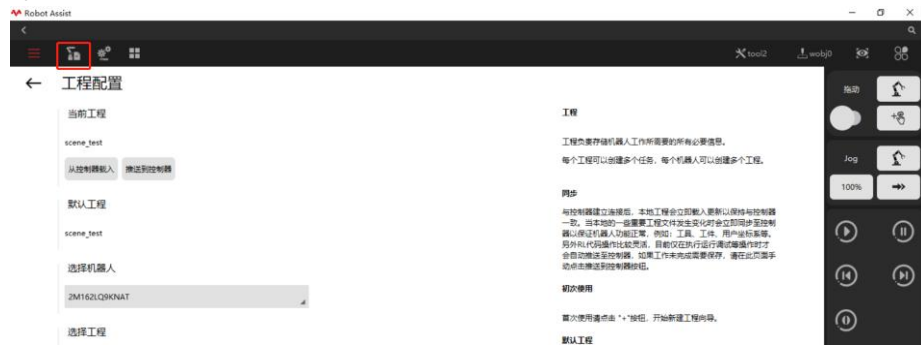 Robot Assist
tool2
wobj0
工程配置
当前工程
scene_test
从控制器载入 推送到控制器
默认工程
scene_test
选择机器人
2M162LQ9KNAT
选择工程
工程
工程负责存储机器人工作所需要的所有必要信息。
每个工程可以创建多个任务，每个机器人可以创建多个工程。
同步
与控制器建立连接后，本地工程会立即载入更新以保持与控制器
一致。当本地的一些重要工程文件发生变化时会立即同步至控制
器以保证机器人功能正常，例如：工具、工件、用户坐标系等。
另外RL代码操作比较灵活，目前仅在执行运行调试等操作时才
会自动推送至控制器，如果工作未完成需要保存，请在此页面手
动点击推送到控制器按钮。
初次使用
首次使用请点击 "+"按钮，开始新建工程向导。
默认工程
拖动
Jog
100%